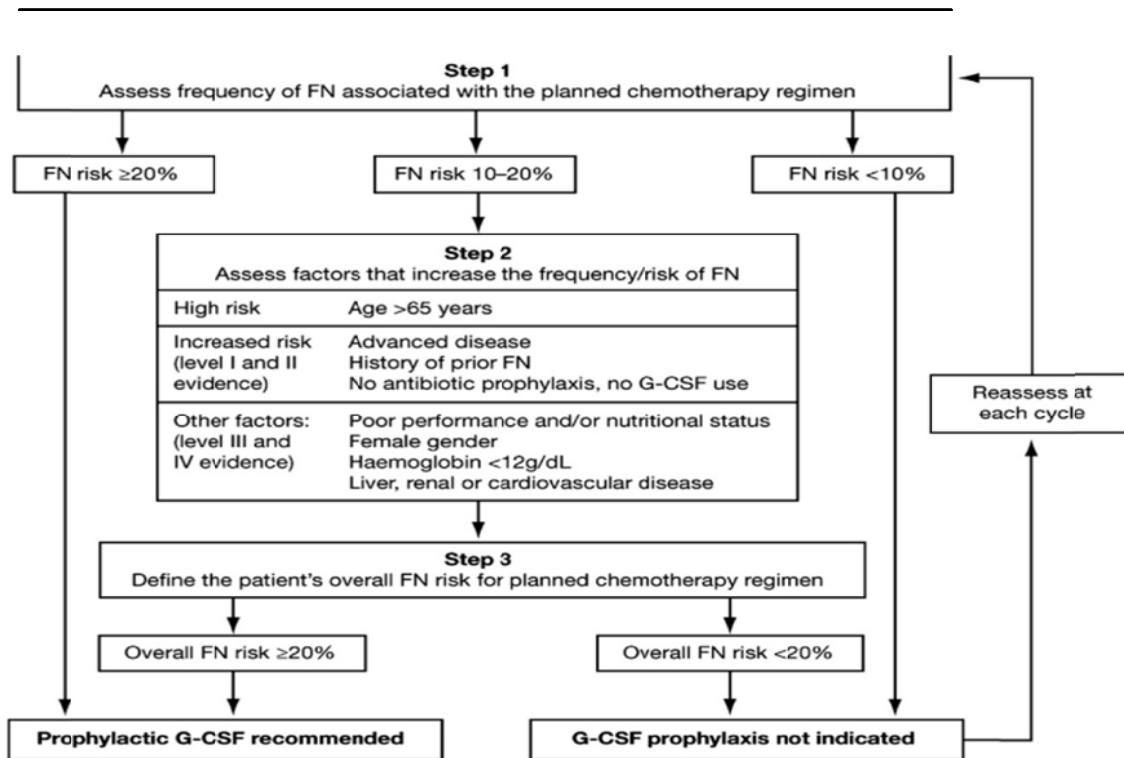 Step 1
Assess frequency of FN associated with the planned chemotherapy regimen
FN risk ≥20%
FN risk 10–20%
FN risk <10%
Step 2
Assess factors that increase the frequency/risk of FN
High risk Age >65 years
Increased risk Advanced disease
(level I and II History of prior FN
evidence) No antibiotic prophylaxis, no G-CSF use
Other factors: Poor performance and/or nutritional status
(level III and Female gender
IV evidence) Haemoglobin <12g/dL
Liver, renal or cardiovascular disease
Reassess at
each cycle
Step 3
Define the patient's overall FN risk for planned chemotherapy regimen
Overall FN risk ≥20%
Overall FN risk <20%
Prophylactic G-CSF recommended
G-CSF prophylaxis not indicated